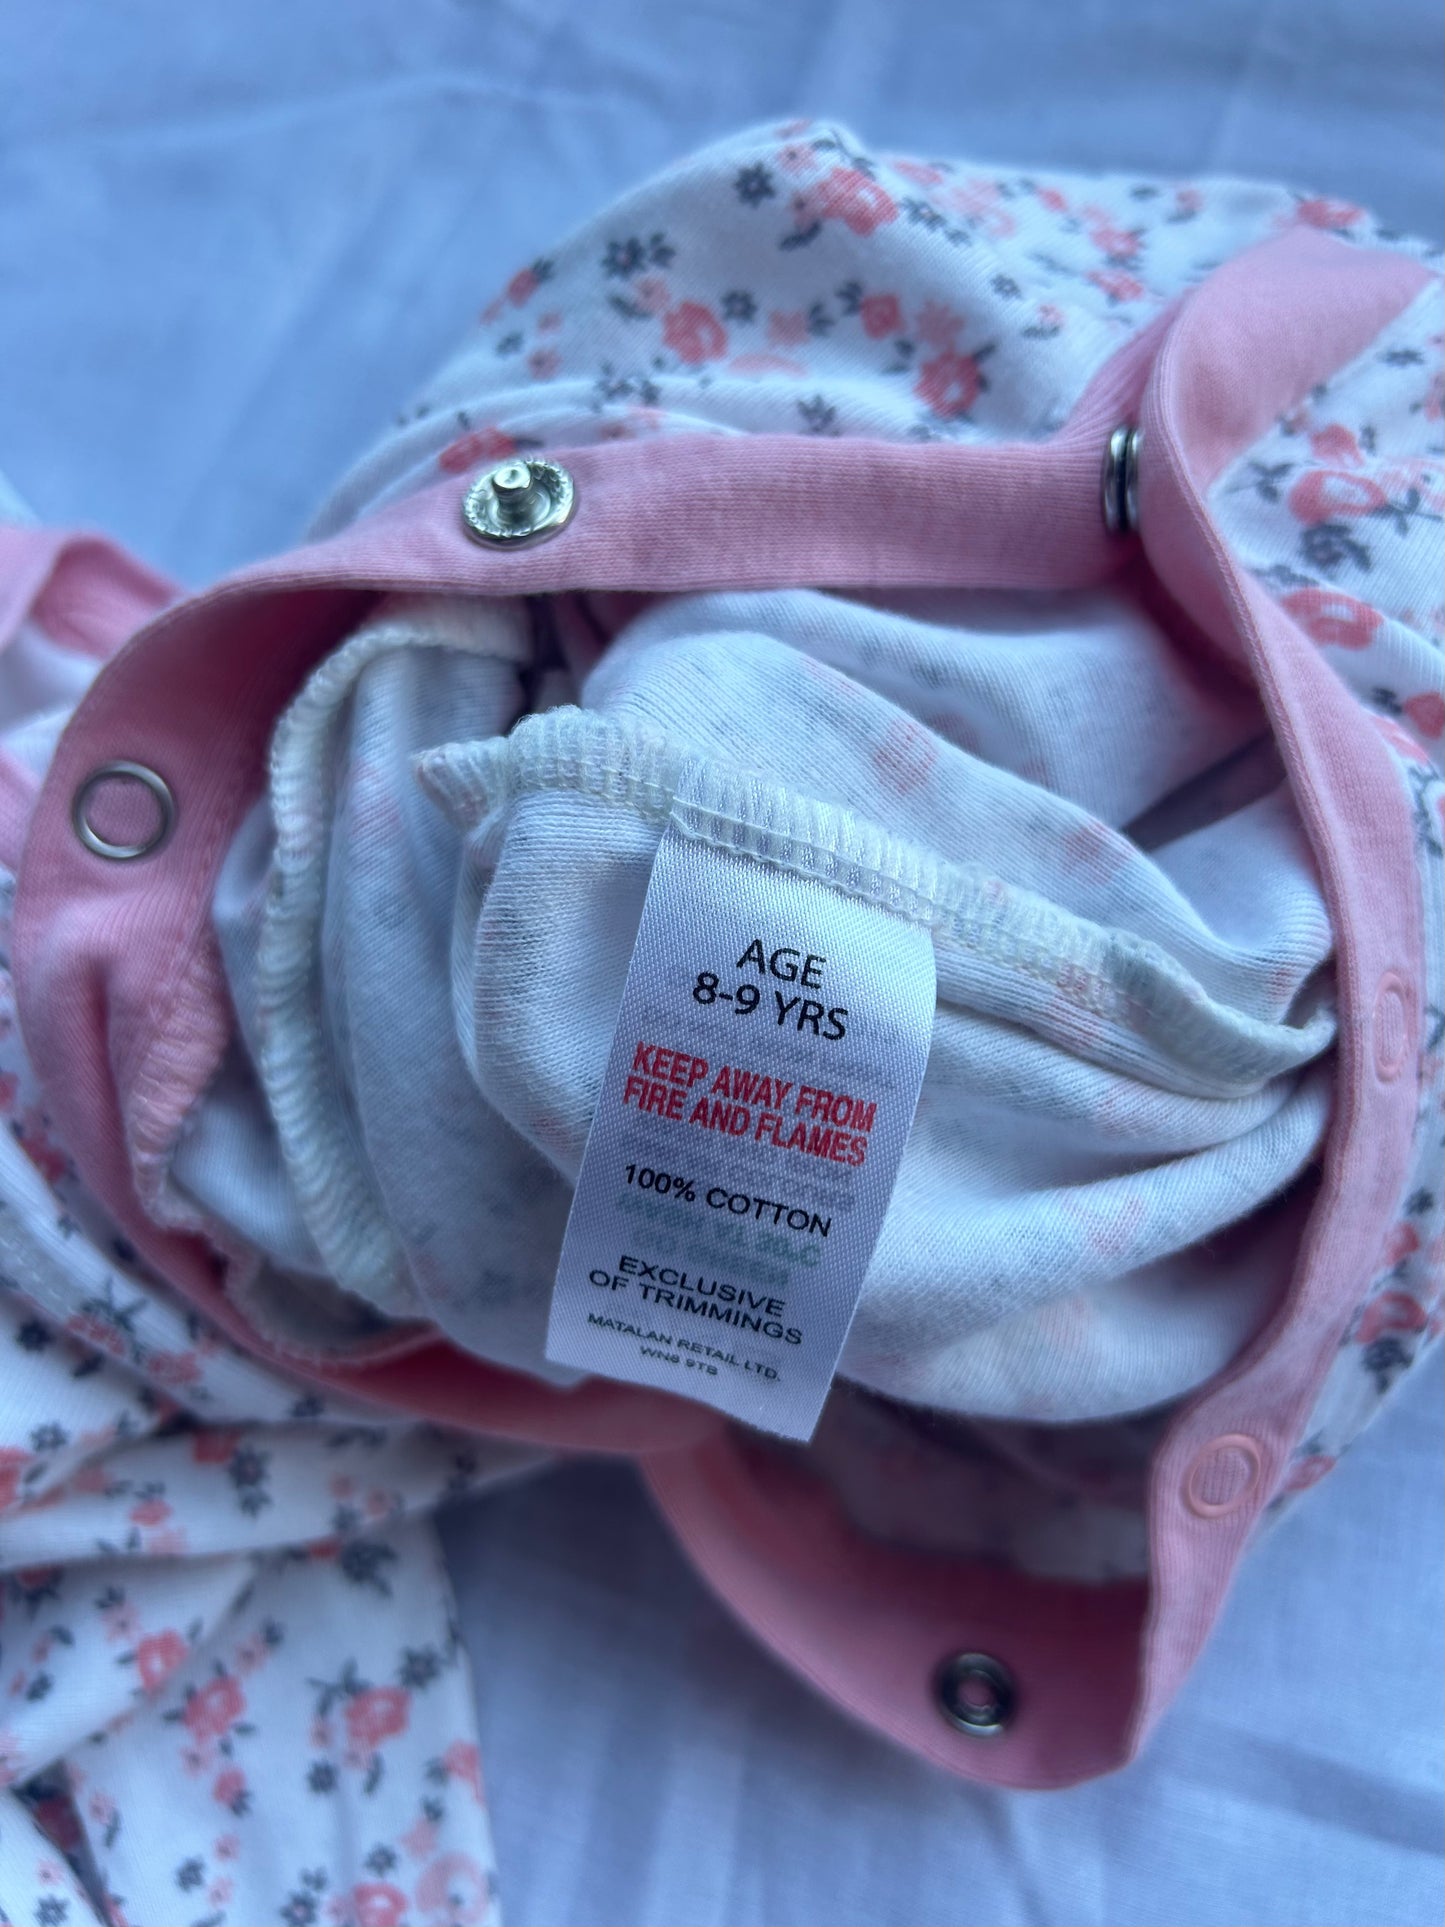 AGE
8-9 YRS
KEEP AWAY FROM
FIRE AND FLAMES
100% COTTON
EXCLUSIVE
OF TRIMMINGS
MATALAN RETAIL LTD.
WN8 9TB